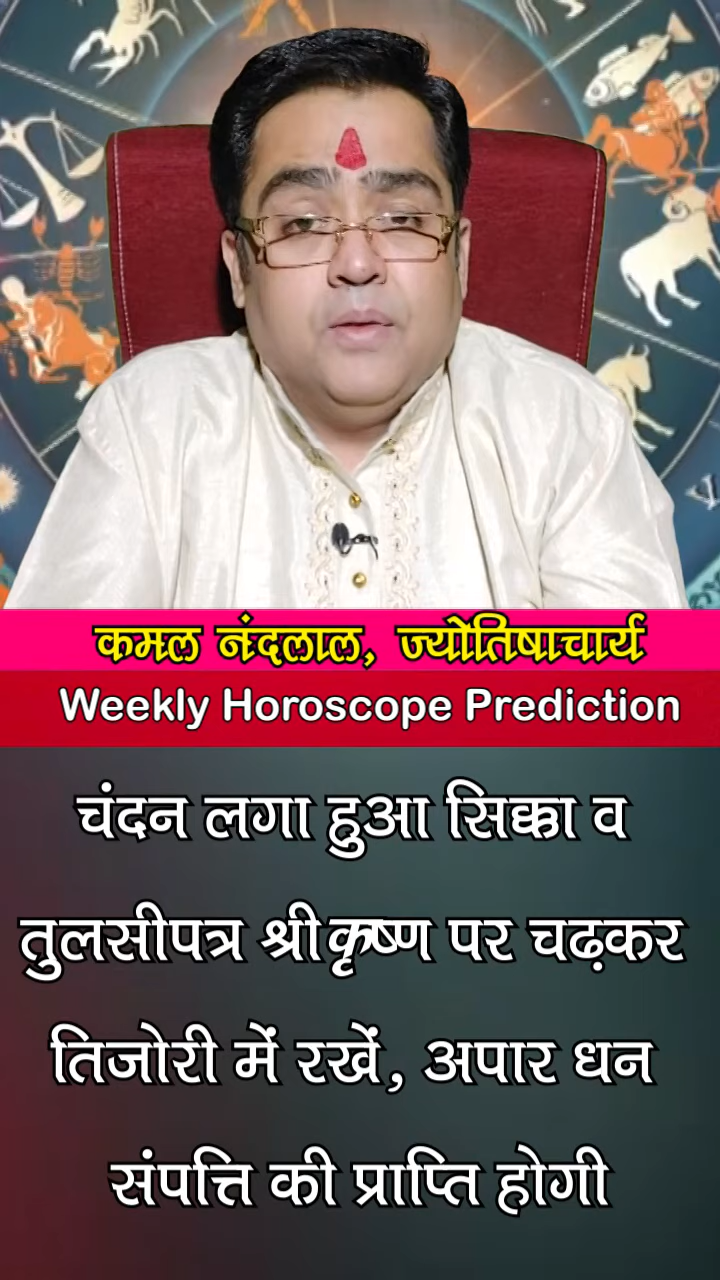 कमल नंदलाल, ज्योतिषाचार्य
Weekly Horoscope Prediction
चंदन लगा हुआ सिक्का व
तुलसीपत्र श्रीकृष्ण पर चढ़कर
तिजोरी में रखें, अपार धन
संपत्ति की प्राप्ति होगी